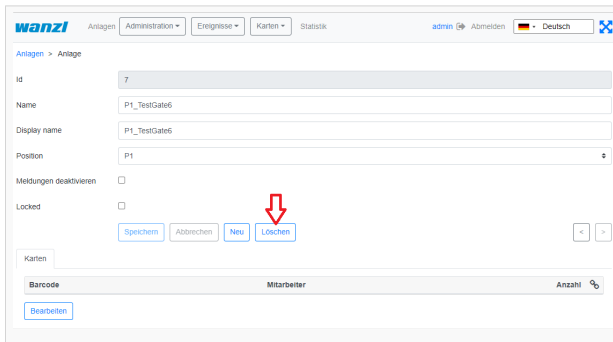 wanzl Anlagen Administration Ereignisse Karten Statistik admin Abmelden Deutsch
Anlagen > Anlage
Id 7
Name P1_TestGate6
Display name P1_TestGate6
Position P1
Meldungen deaktivieren
Locked
Speichern Abbrechen Neu Löschen < >
Karten
Barcode Mitarbeiter Anzahl
Bearbeiten